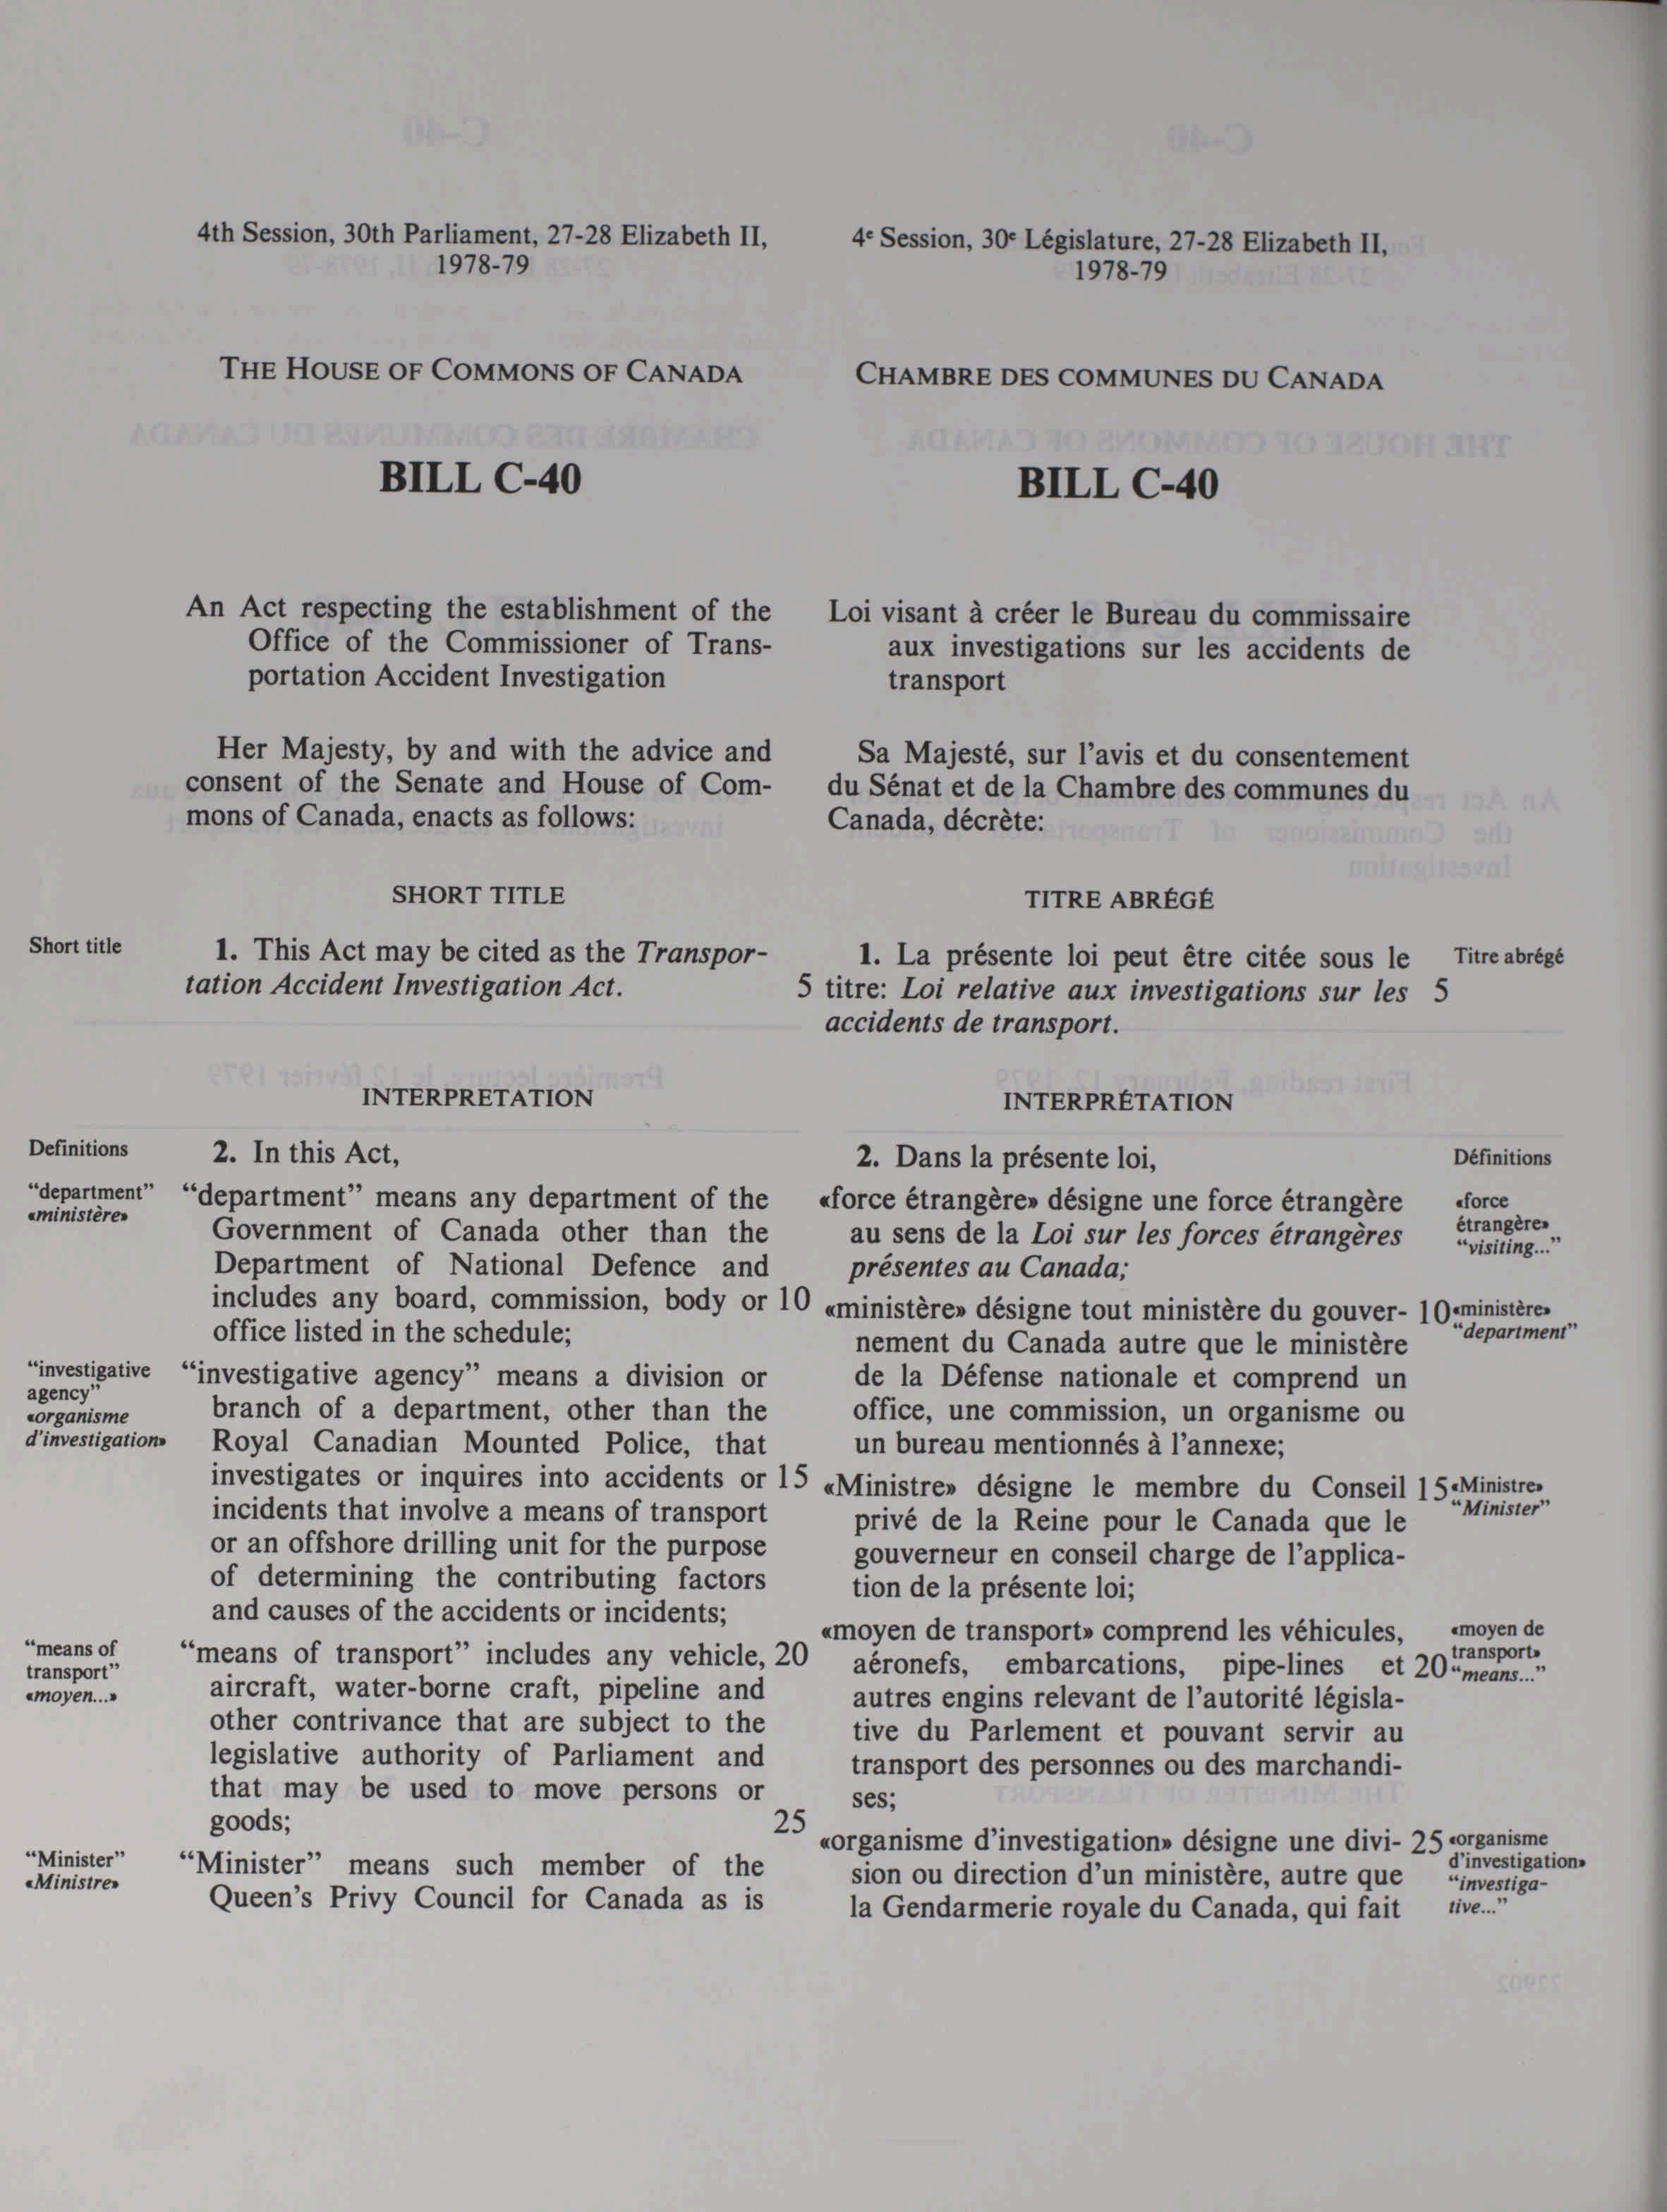 4th Session, 30th Parliament, 27-28 Elizabeth II,
1978-79
THE HOUSE OF COMMONS OF CANADA
BILL C-40
An Act respecting the establishment of the
Office of the Commissioner of Trans-
portation Accident Investigation
Her Majesty, by and with the advice and
consent of the Senate and House of Com-
mons of Canada, enacts as follows:
SHORT TITLE
Short title
1. This Act may be cited as the Transpor-
tation Accident Investigation Act. 5
INTERPRETATION
Definitions
2. In this Act,
“department”
«ministère»
“department” means any department of the
Government of Canada other than the
Department of National Defence and
includes any board, commission, body or 10
office listed in the schedule;
“investigative
agency”
«organisme
d'investigation»
“investigative agency” means a division or
branch of a department, other than the
Royal Canadian Mounted Police, that
investigates or inquires into accidents or 15
incidents that involve a means of transport
or an offshore drilling unit for the purpose
of determining the contributing factors
and causes of the accidents or incidents;
“means of
transport”
«moyen...»
“means of transport” includes any vehicle, 20
aircraft, water-borne craft, pipeline and
other contrivance that are subject to the
legislative authority of Parliament and
that may be used to move persons or
goods; 25
“Minister”
«Ministre»
“Minister” means such member of the
Queen's Privy Council for Canada as is
4e Session, 30e Législature, 27-28 Elizabeth II,
1978-79
CHAMBRE DES COMMUNES DU CANADA
BILL C-40
Loi visant à créer le Bureau du commissaire
aux investigations sur les accidents de
transport
Sa Majesté, sur l'avis et du consentement
du Sénat et de la Chambre des communes du
Canada, décrète:
TITRE ABRÉGÉ
1. La présente loi peut être citée sous le
titre: Loi relative aux investigations sur les 5
accidents de transport.
Titre abrégé
INTERPRÉTATION
2. Dans la présente loi,
Définitions
«force étrangère» désigne une force étrangère
au sens de la Loi sur les forces étrangères
présentes au Canada;
«force
étrangère»
“visiting...”
«ministère» désigne tout ministère du gouver- 10
nement du Canada autre que le ministère
de la Défense nationale et comprend un
office, une commission, un organisme ou
un bureau mentionnés à l'annexe;
«ministère»
“department”
«Ministre» désigne le membre du Conseil 15
privé de la Reine pour le Canada que le
gouverneur en conseil charge de l'applica-
tion de la présente loi;
«Ministre»
“Minister”
«moyen de transport» comprend les véhicules,
aéronefs, embarcations, pipe-lines et 20
autres engins relevant de l'autorité législa-
tive du Parlement et pouvant servir au
transport des personnes ou des marchandi-
ses;
«moyen de
transport»
“means...”
«organisme d'investigation» désigne une divi- 25
sion ou direction d'un ministère, autre que
la Gendarmerie royale du Canada, qui fait
«organisme
d'investigation»
“investiga-
tive...”